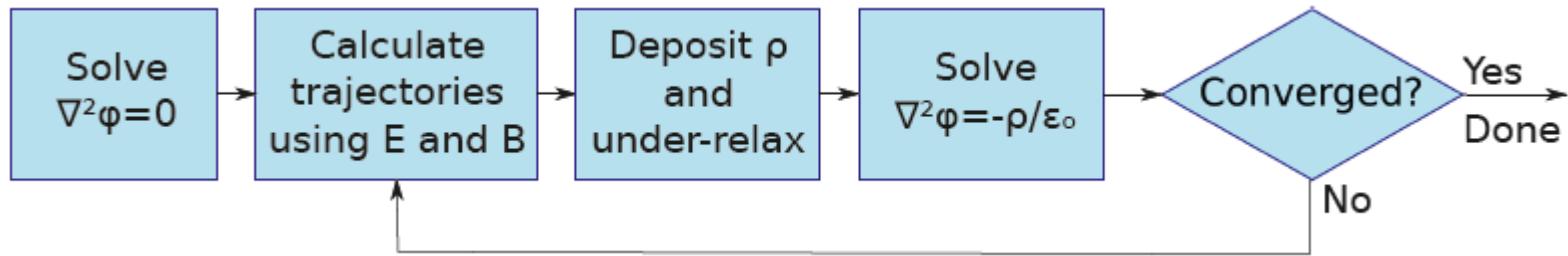 Solve
∇²φ=0
Calculate
trajectories
using E and B
Deposit ρ
and
under-relax
Solve
∇²φ=-ρ/ε₀
Converged?
Yes
Done
No